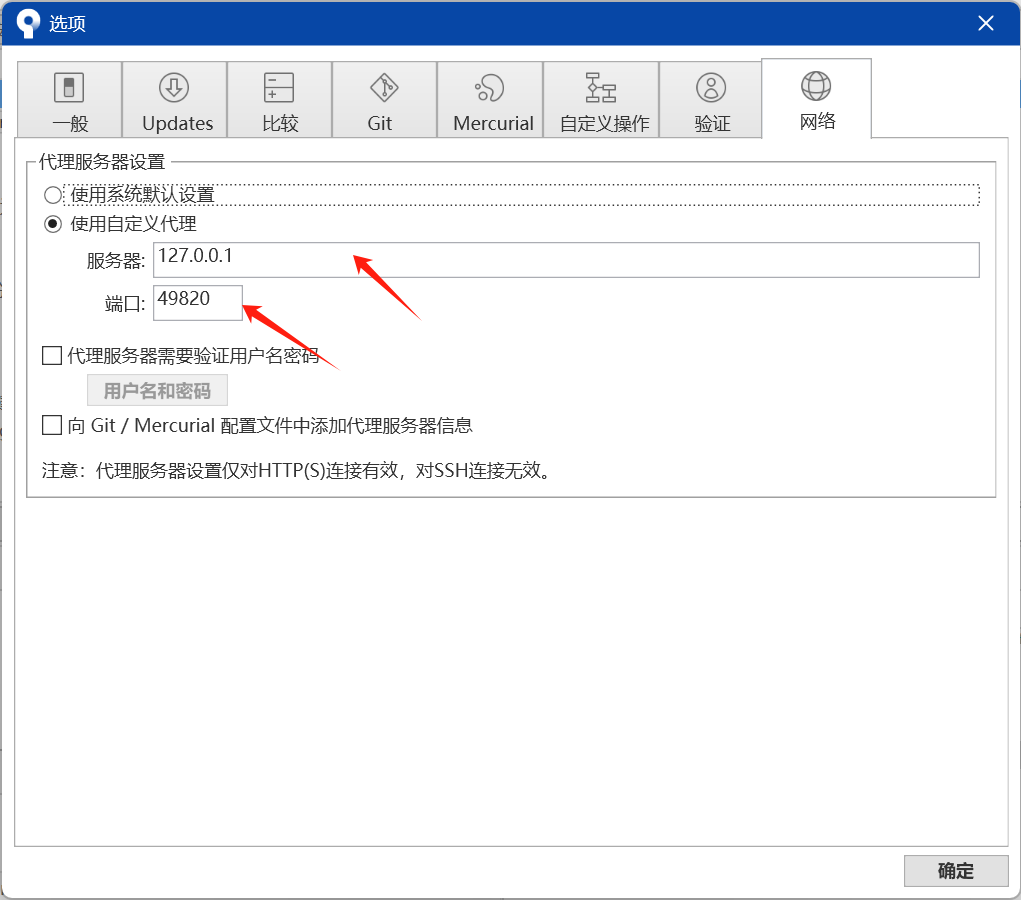 选项
一般
Updates
比较
Git
Mercurial
自定义操作
验证
网络
代理服务器设置
使用系统默认设置
使用自定义代理
服务器: 127.0.0.1
端口: 49820
代理服务器需要验证用户名密码
用户名和密码
向 Git / Mercurial 配置文件中添加代理服务器信息
注意：代理服务器设置仅对HTTP(S)连接有效，对SSH连接无效。
确定